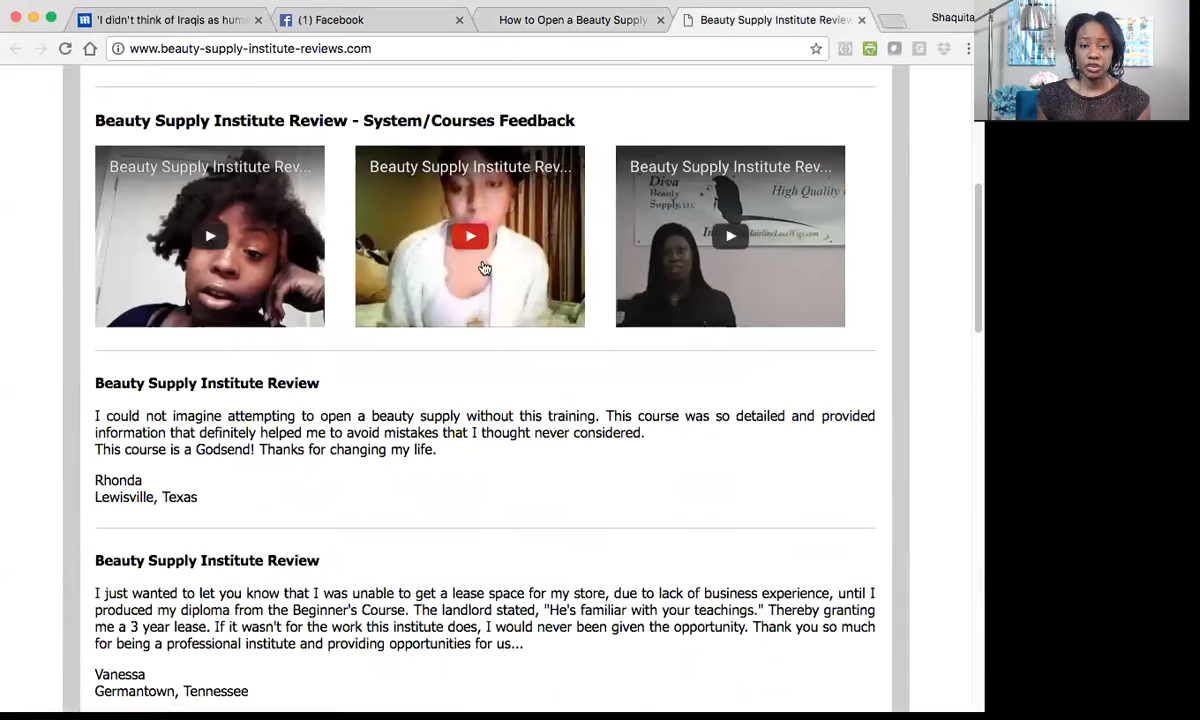 'I didn't think of Iraqis as hum
(1) Facebook
How to Open a Beauty Supply
Beauty Supply Institute Review
Shaquita
www.beauty-supply-institute-reviews.com
Beauty Supply Institute Review - System/Courses Feedback
Beauty Supply Institute Rev...
Beauty Supply Institute Rev...
Beauty Supply Institute Rev...
Diva
Beauty
Supply, LLC
High Quality
HairlineLaceWigs.com
Beauty Supply Institute Review
I could not imagine attempting to open a beauty supply without this training. This course was so detailed and provided
information that definitely helped me to avoid mistakes that I thought never considered.
This course is a Godsend! Thanks for changing my life.
Rhonda
Lewisville, Texas
Beauty Supply Institute Review
I just wanted to let you know that I was unable to get a lease space for my store, due to lack of business experience, until I
produced my diploma from the Beginner's Course. The landlord stated, "He's familiar with your teachings." Thereby granting
me a 3 year lease. If it wasn't for the work this institute does, I would never been given the opportunity. Thank you so much
for being a professional institute and providing opportunities for us...
Vanessa
Germantown, Tennessee